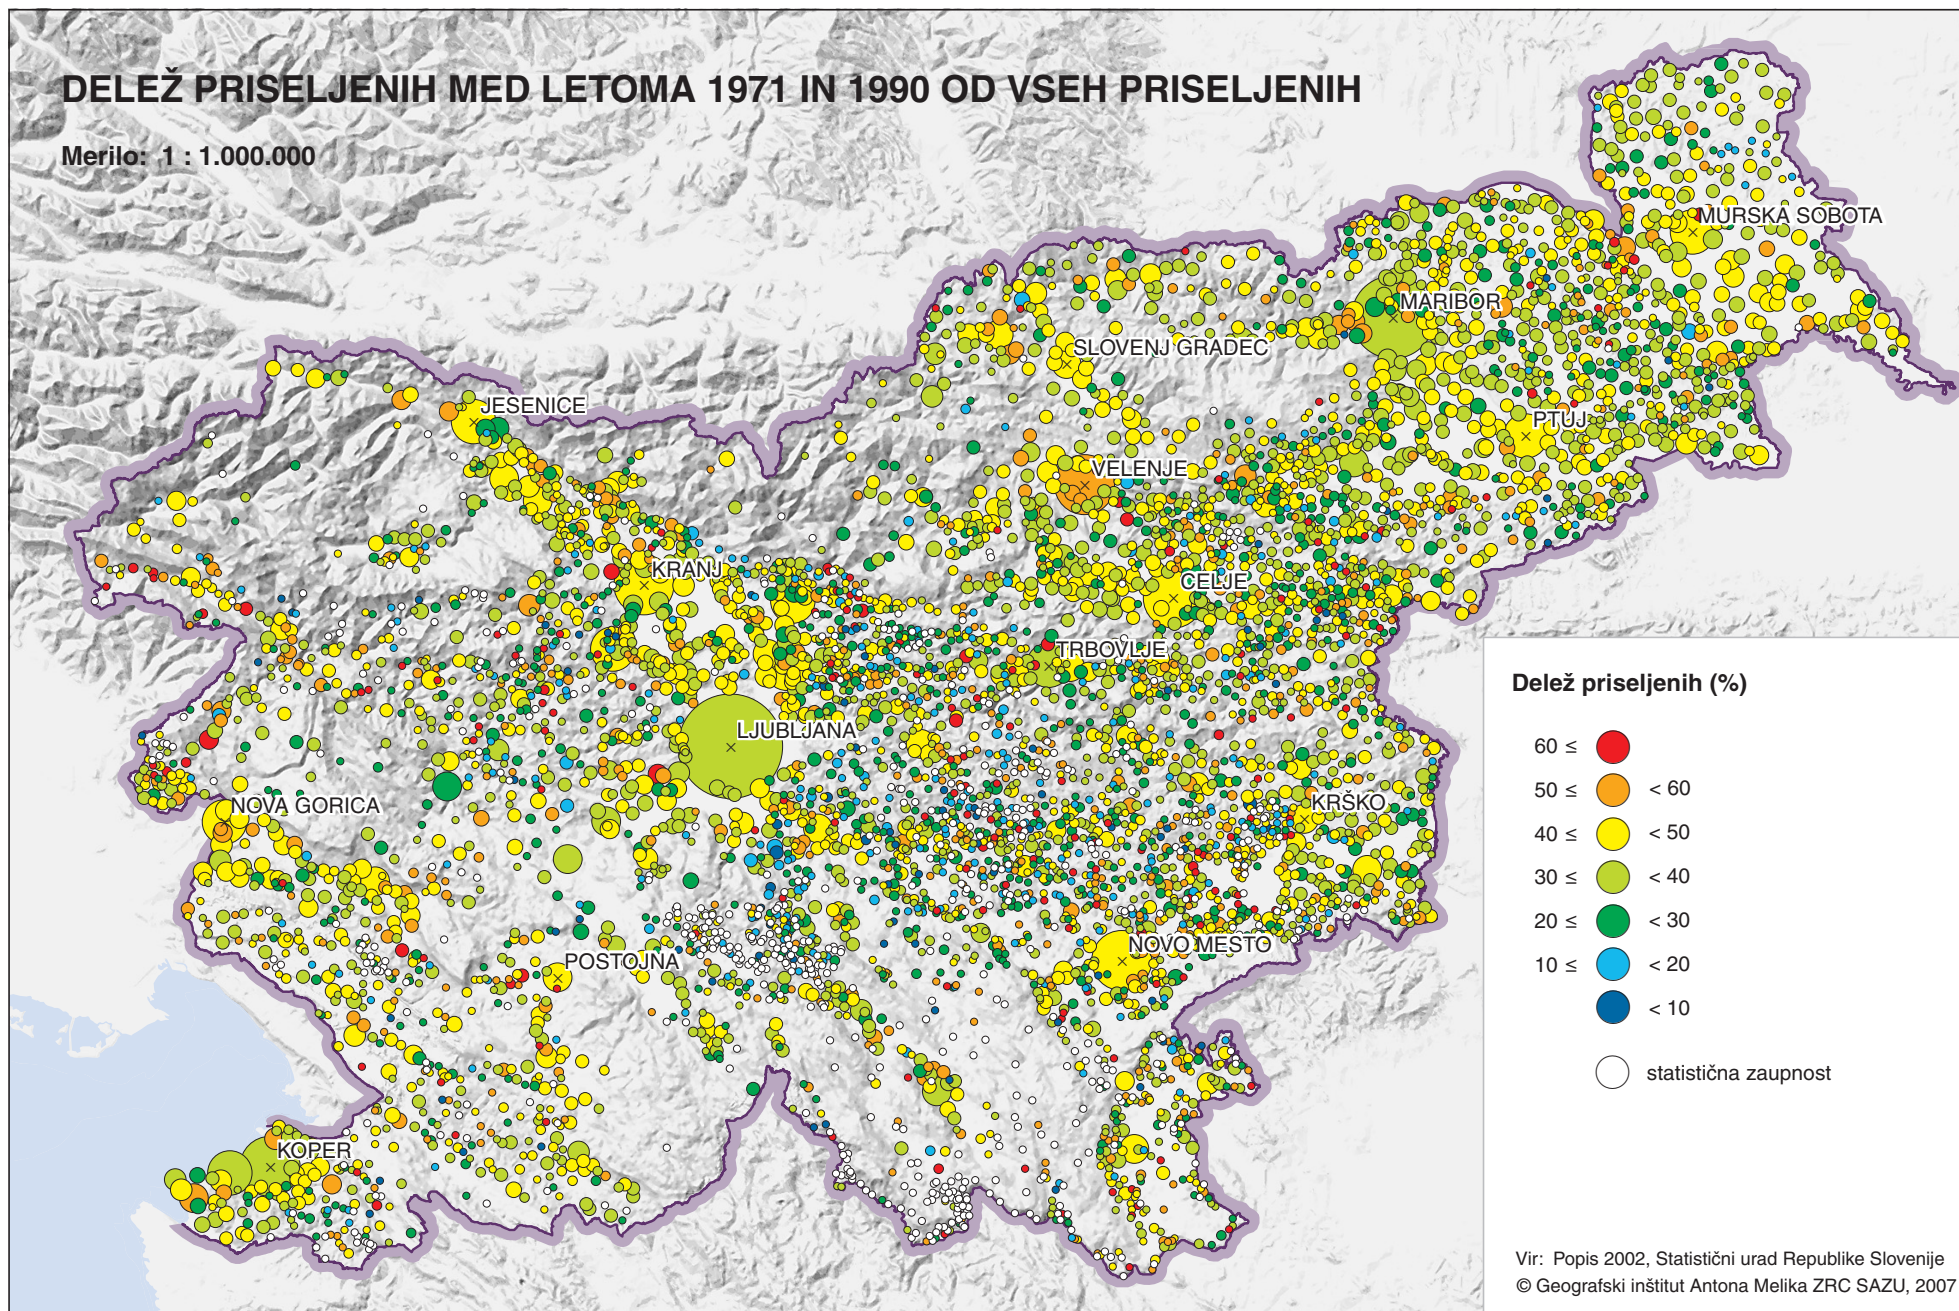 DELEŽ PRISELJENIH MED LETOMA 1971 IN 1990 OD VSEH PRISELJENIH
Merilo: 1 : 1.000.000
MURSKA SOBOTA
MARIBOR
SLOVENJ GRADEC
JESENICE
PTUJ
VELENJE
KRANJ
CELJE
TRBOVLJE
LJUBLJANA
NOVA GORICA
KRŠKO
NOVO MESTO
POSTOJNA
KOPER
Delež priseljenih (%)
60 ≤
50 ≤ < 60
40 ≤ < 50
30 ≤ < 40
20 ≤ < 30
10 ≤ < 20
< 10
statistična zaupnost
Vir: Popis 2002, Statistični urad Republike Slovenije
© Geografski inštitut Antona Melika ZRC SAZU, 2007